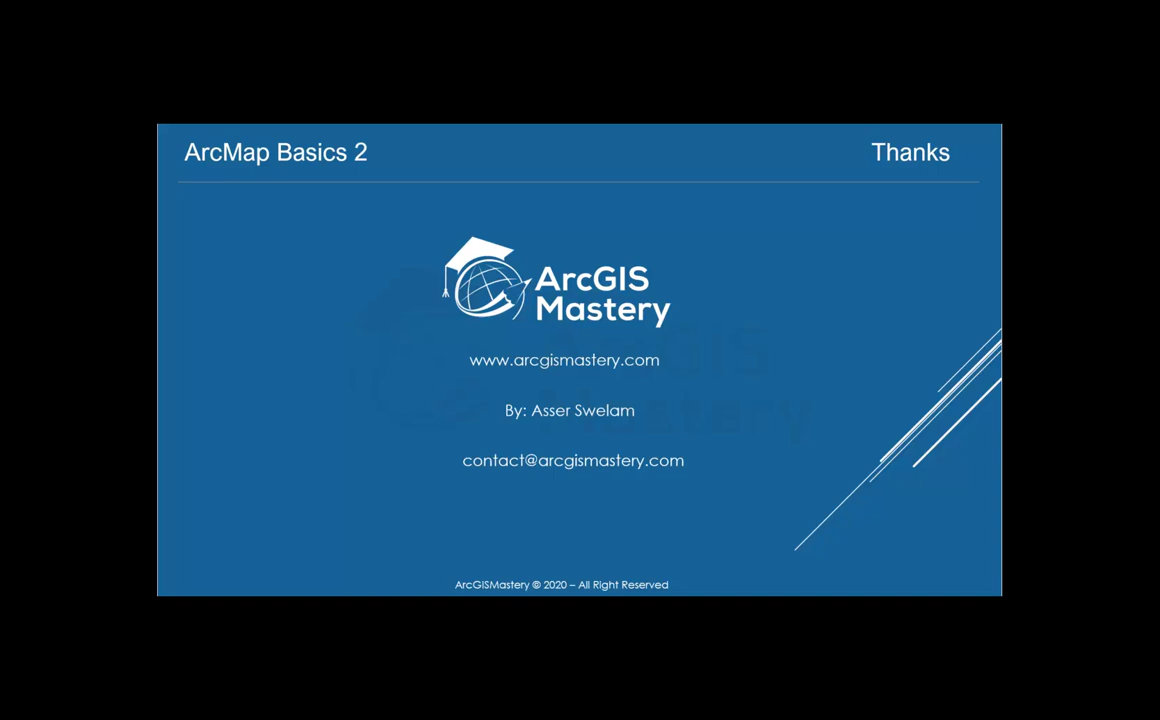 ArcMap Basics 2
Thanks
ArcGIS
Mastery
www.arcgismastery.com
By: Asser Swelam
contact@arcgismastery.com
ArcGISMastery © 2020 – All Right Reserved